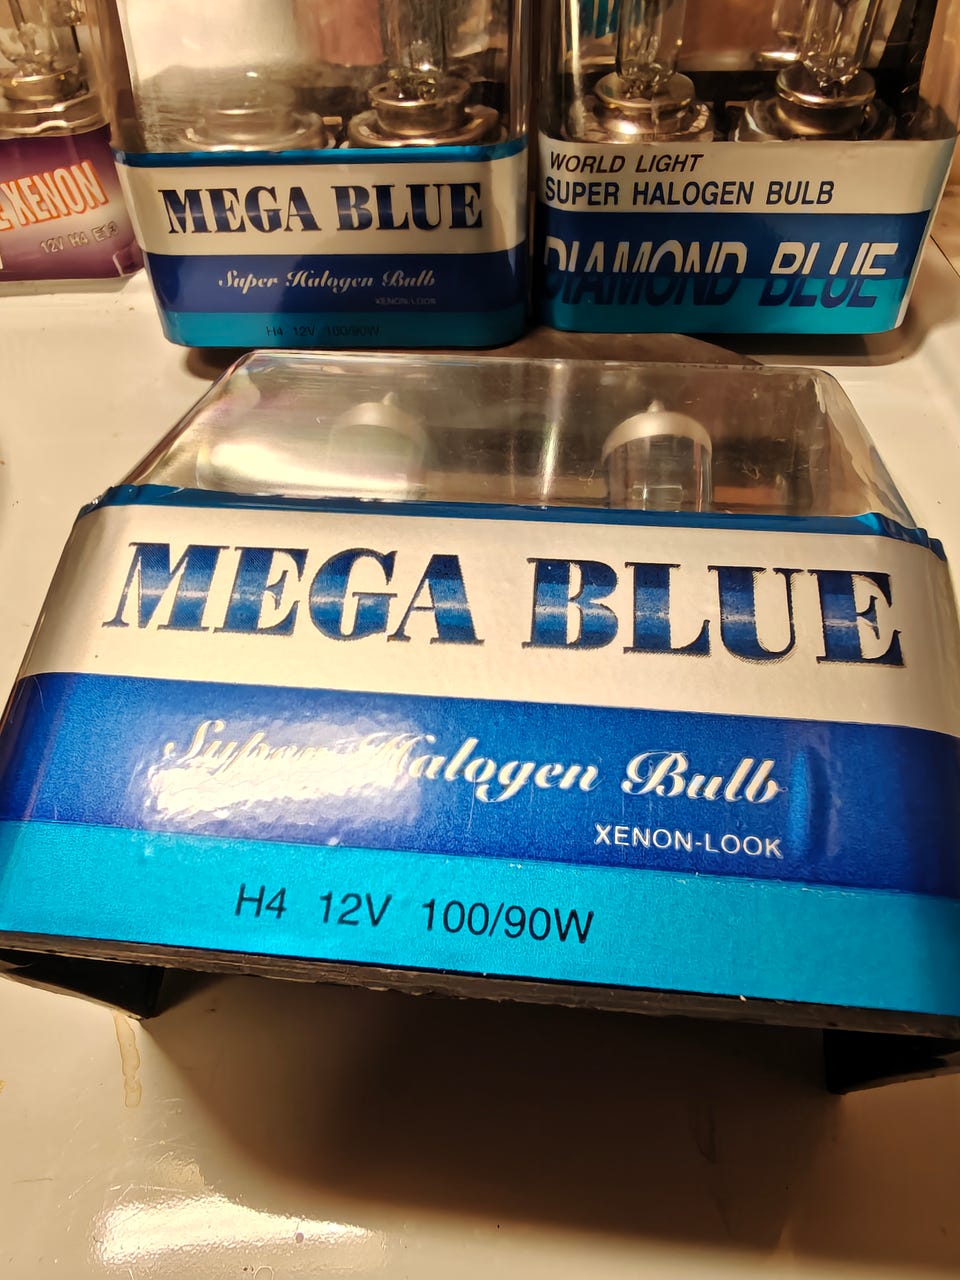 XENON
12V H4
MEGA BLUE
Super Halogen Bulb
XENON-LOOK
H4 12V 100/90W
WORLD LIGHT
SUPER HALOGEN BULB
DIAMOND BLUE
MEGA BLUE
Super Halogen Bulb
XENON-LOOK
H4 12V 100/90W